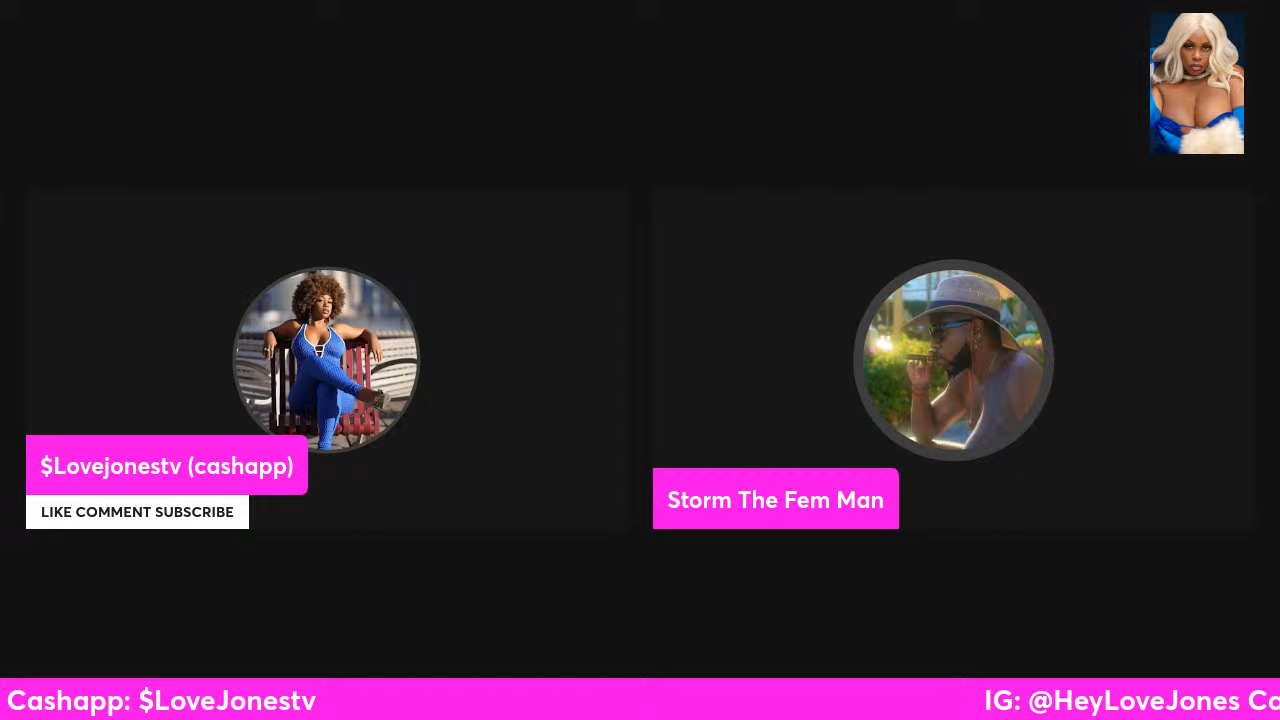 $Lovejonestv (cashapp)
LIKE COMMENT SUBSCRIBE
Storm The Fem Man
Cashapp: $LoveJonestv
IG: @HeyLoveJones